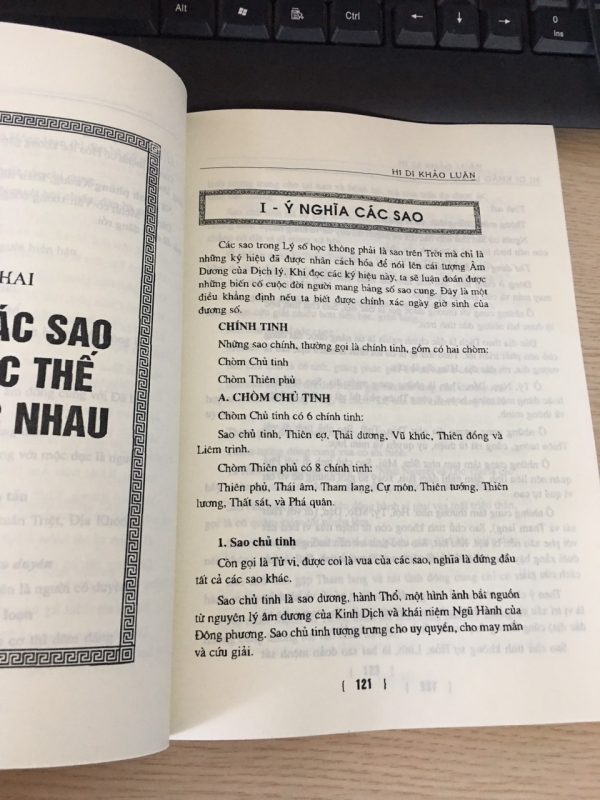 Alt
Ctrl
0
Ins
HAI
ÁC SAO
C THẾ
NHAU
HI DI KHẢO LUẬN
I - Ý NGHĨA CÁC SAO
Các sao trong Lý số học không phải là sao trên Trời mà chỉ là
những ký hiệu đã được nhân cách hóa để nói lên cái tượng Âm
Dương của Dịch lý. Khi đọc các ký hiệu này, ta sẽ luận đoán được
những biến cố cuộc đời người mang bảng số sao cung. Đây là một
điều khẳng định nếu ta biết được chính xác ngày giờ sinh của
đương số.
CHÍNH TINH
Những sao chính, thường gọi là chính tinh, gồm có hai chòm:
Chòm Chủ tinh
Chòm Thiên phủ
A. CHÒM CHỦ TINH
Chòm Chủ tinh có 6 chính tinh:
Sao chủ tinh, Thiên cơ, Thái dương, Vũ khúc, Thiên đồng và
Liêm trinh.
Chòm Thiên phủ có 8 chính tinh:
Thiên phủ, Thái âm, Tham lang, Cự môn, Thiên tướng, Thiên
lương, Thất sát, và Phá quân.
1. Sao chủ tinh
Còn gọi là Tử vi, được coi là vua của các sao, nghĩa là đứng đầu
tất cả các sao khác.
Sao chủ tinh là sao dương, hành Thổ, một hình ảnh bắt nguồn
từ nguyên lý âm dương của Kinh Dịch và khái niệm Ngũ Hành của
Đông phương. Sao chủ tinh tượng trưng cho uy quyền, cho may mắn
và cứu giải.
{ 121 }